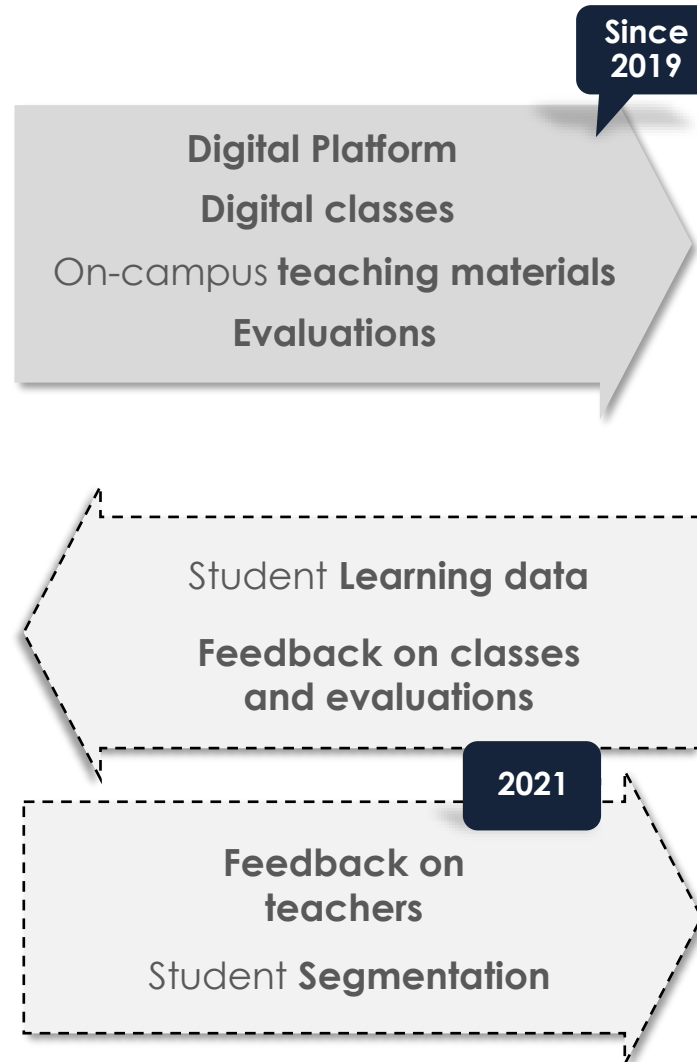 Since
2019
Digital Platform
Digital classes
On-campus teaching materials
Evaluations
Student Learning data
Feedback on classes
and evaluations
2021
Feedback on
teachers
Student Segmentation